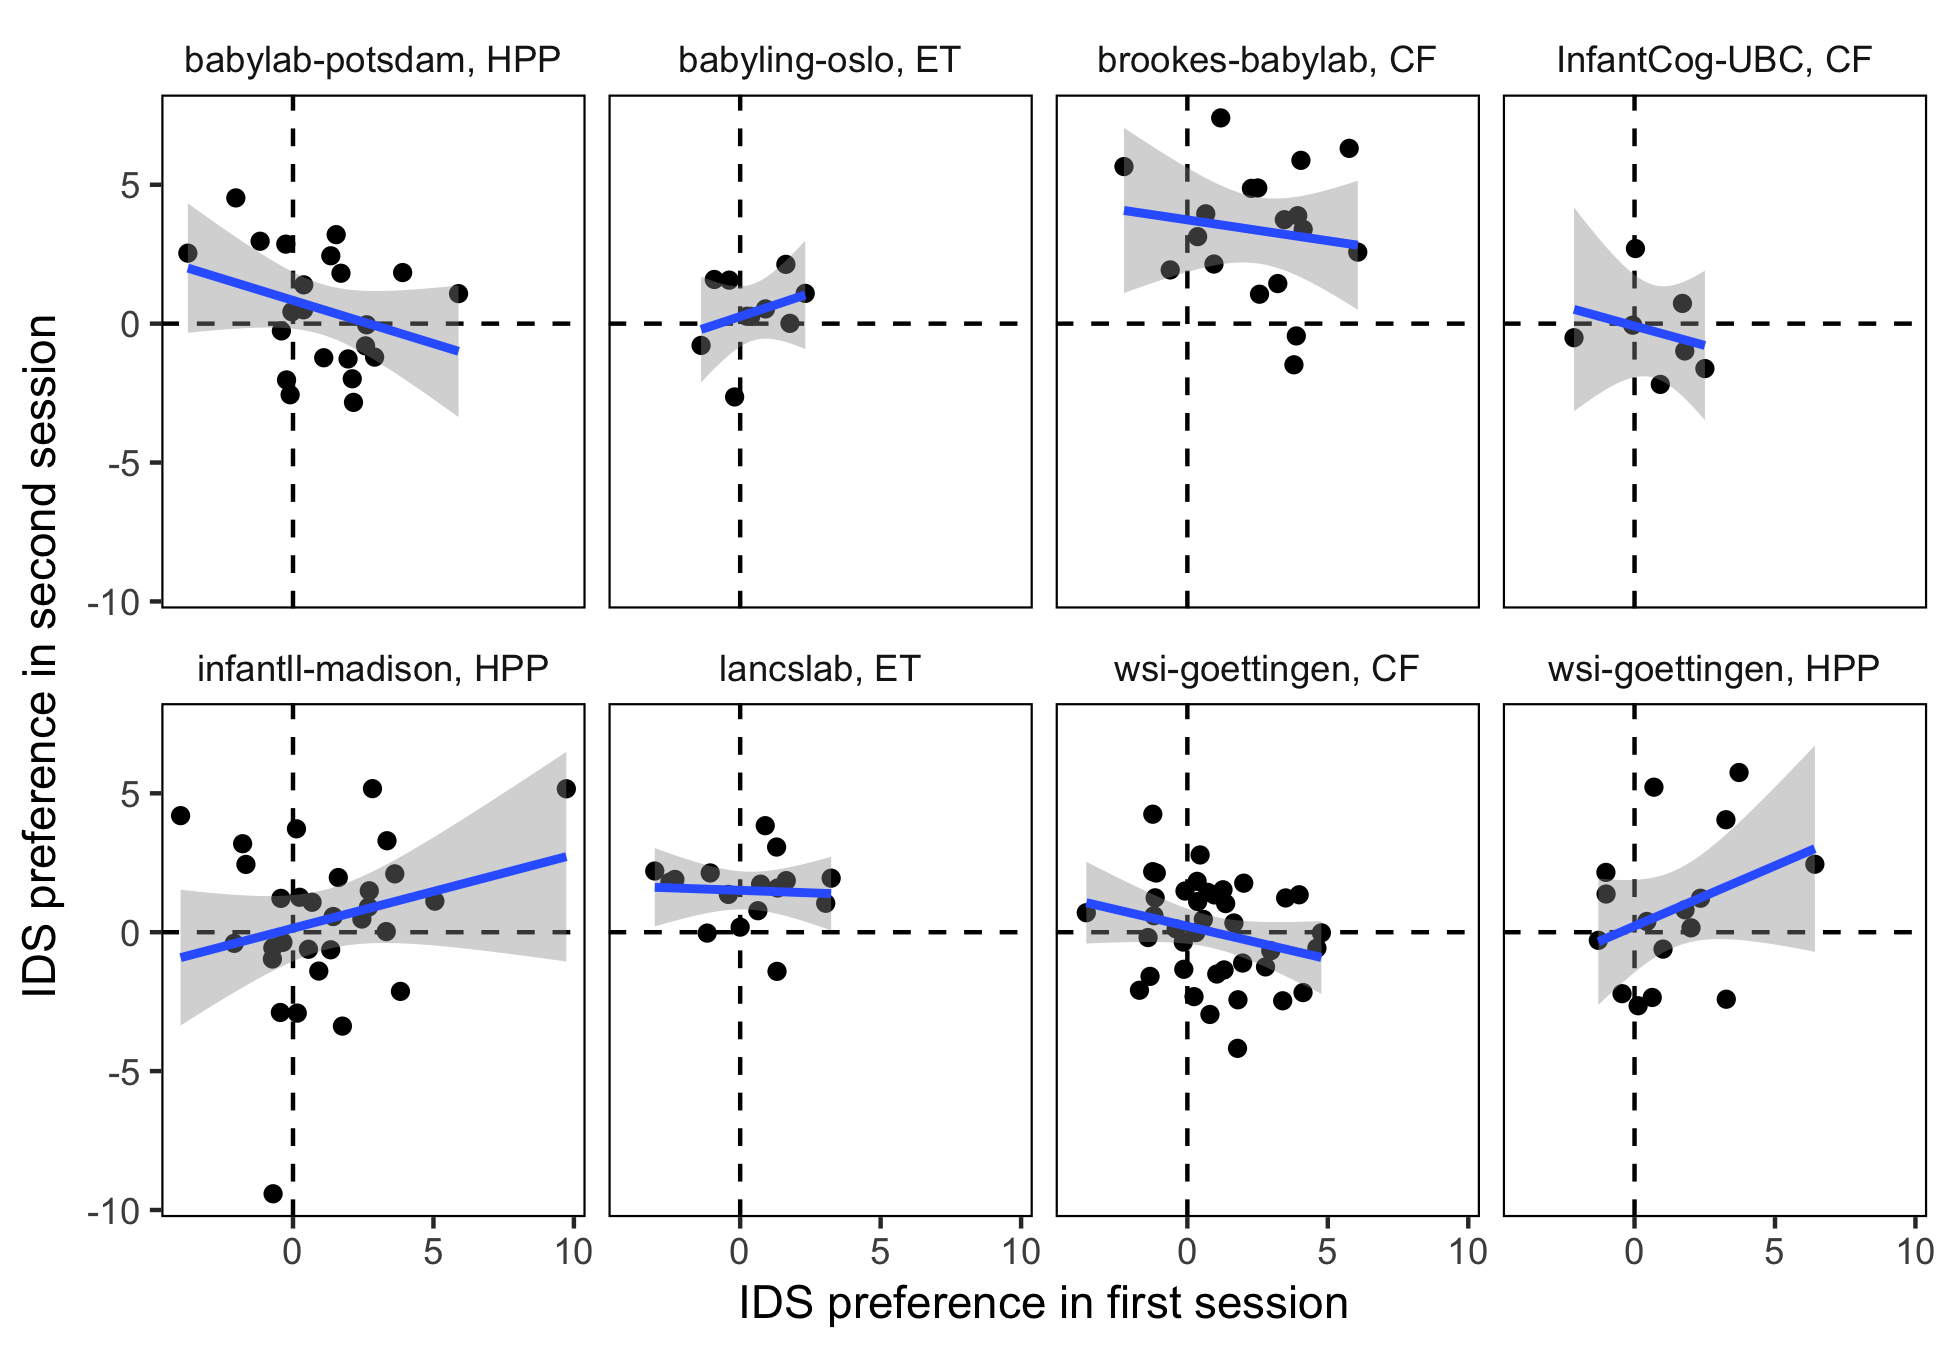 babylab-potsdam, HPP
babyling-oslo, ET
brookes-babylab, CF
InfantCog-UBC, CF
5
0
-5
-10
IDS preference in second session
infantll-madison, HPP
lancslab, ET
wsi-goettingen, CF
wsi-goettingen, HPP
5
0
-5
-10
0 5 10
0 5 10
0 5 10
0 5 10
IDS preference in first session